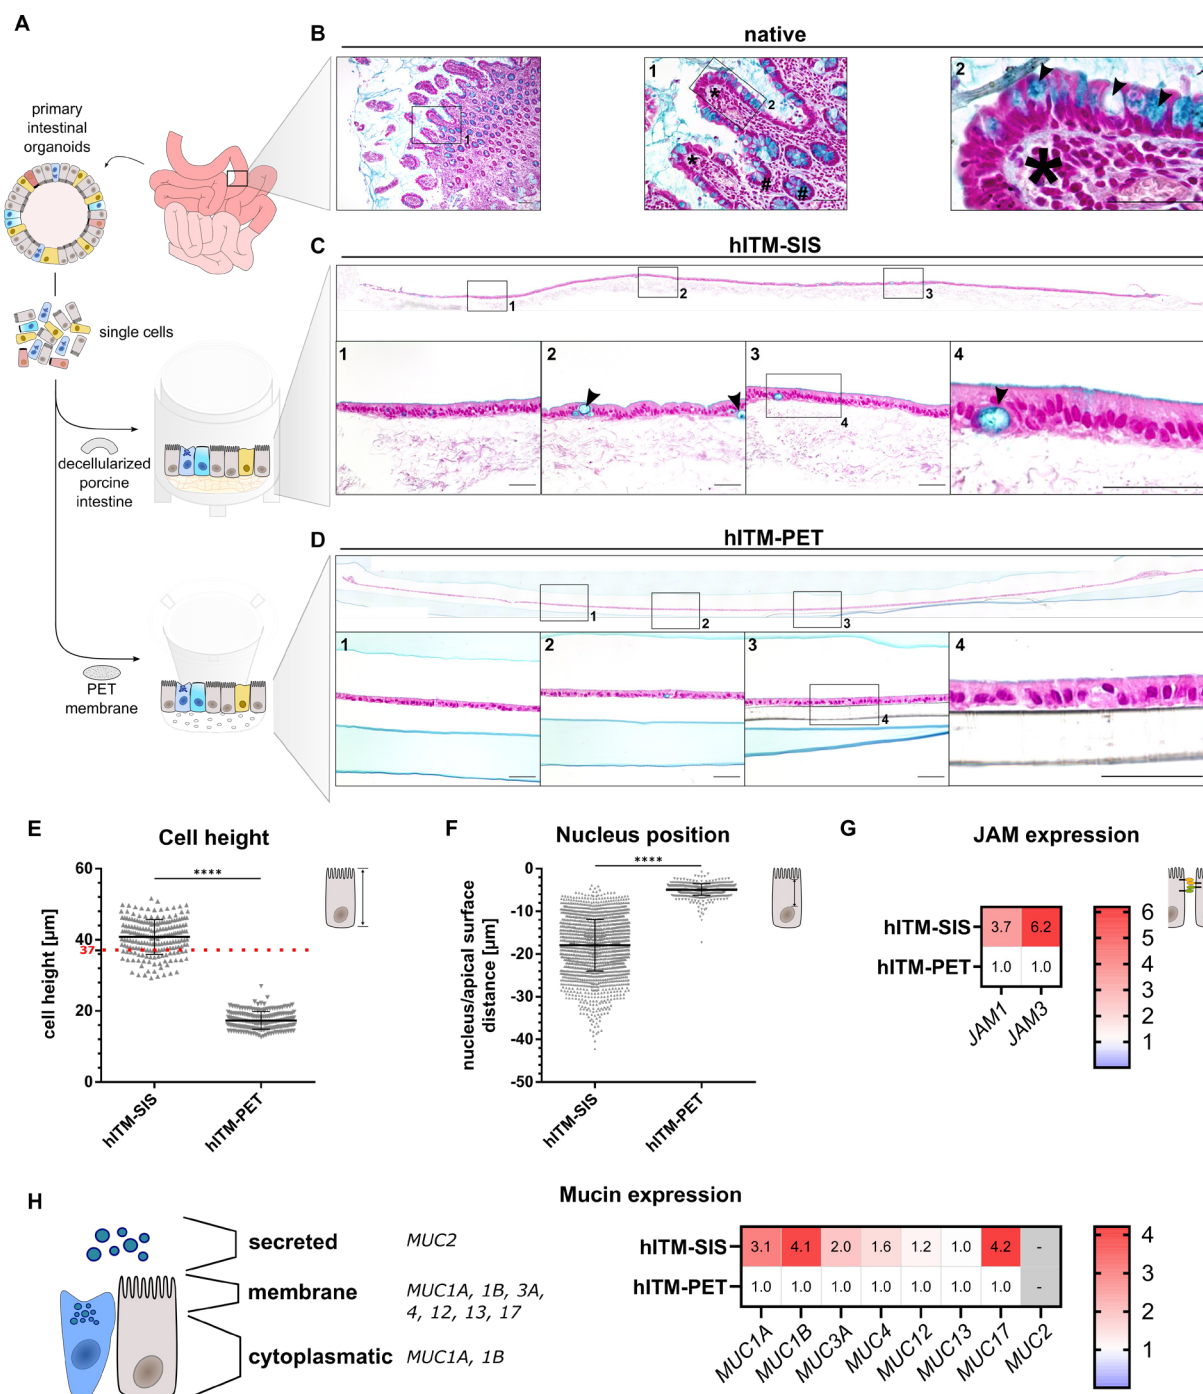 A
primary
intestinal
organoids
single cells
decellularized
porcine
intestine
PET
membrane
B
native
1
1
2
*
*
#
#
2
*
C
hITM-SIS
1
2
3
1
2
3
4
4
D
hITM-PET
1
2
3
1
2
3
4
4
E
Cell height
****
cell height [µm]
60
40
37
20
0
hITM-SIS
hITM-PET
F
Nucleus position
****
nucleus/apical surface
distance [µm]
0
-10
-20
-30
-40
-50
hITM-SIS
hITM-PET
G
JAM expression
hITM-SIS 3.7 6.2
hITM-PET 1.0 1.0
JAM1 JAM3
6
5
4
3
2
1
H
secreted MUC2
membrane MUC1A, 1B, 3A,
4, 12, 13, 17
cytoplasmatic MUC1A, 1B
Mucin expression
hITM-SIS 3.1 4.1 2.0 1.6 1.2 1.0 4.2 -
hITM-PET 1.0 1.0 1.0 1.0 1.0 1.0 1.0 -
MUC1A MUC1B MUC3A MUC4 MUC12 MUC13 MUC17 MUC2
4
3
2
1